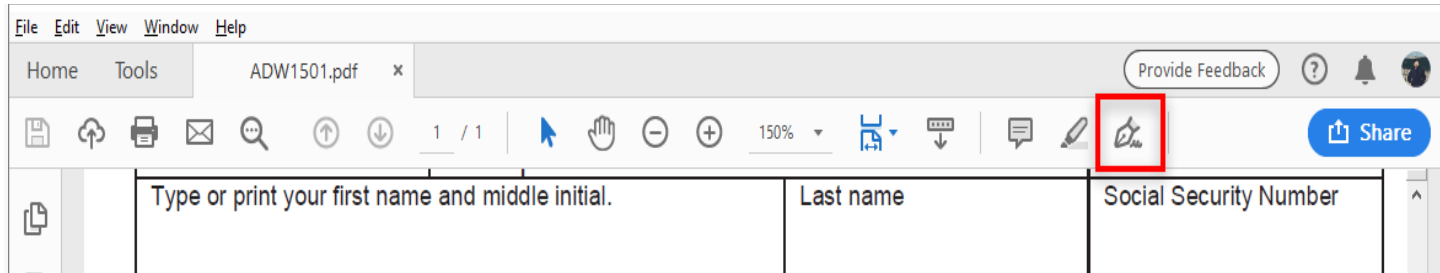 File Edit View Window Help
Home Tools ADW1501.pdf × Provide Feedback ?
1 / 1 150% Share
Type or print your first name and middle initial. Last name Social Security Number